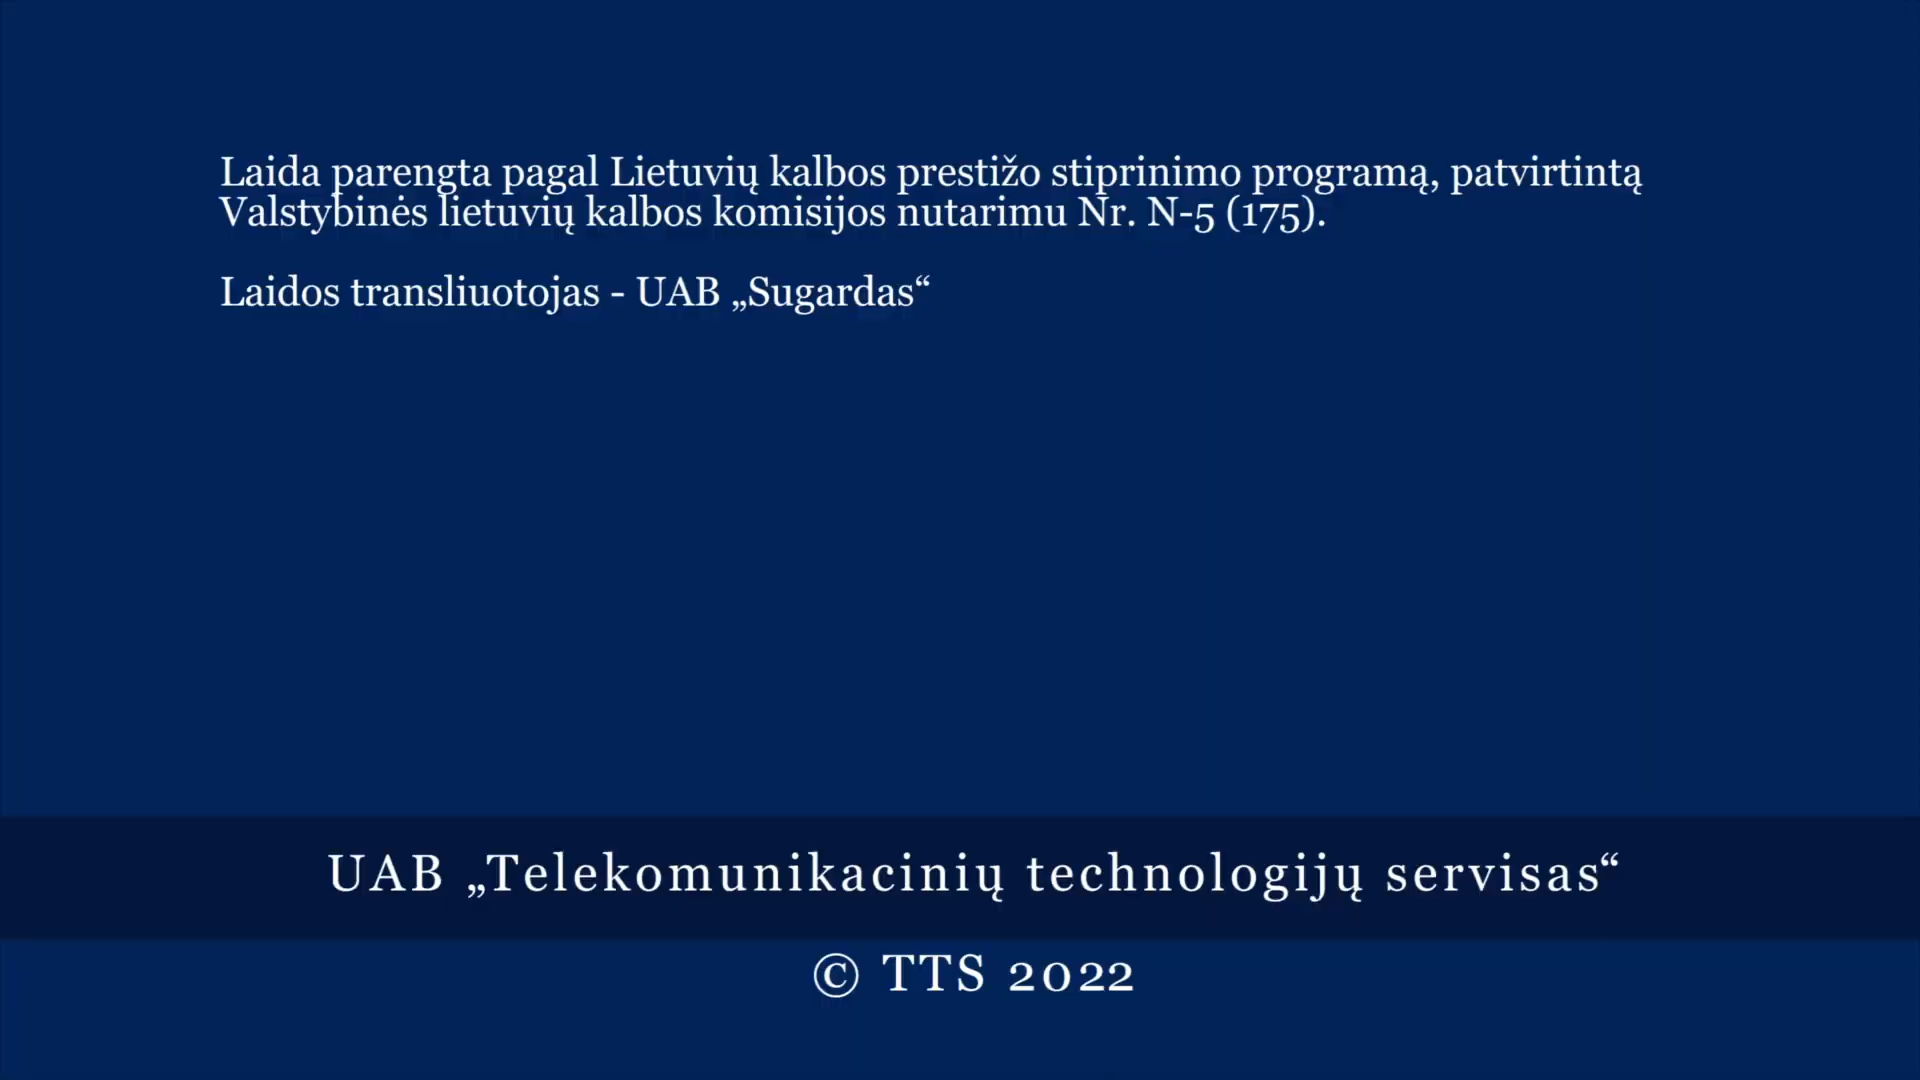 Laida parengta pagal Lietuvių kalbos prestižo stiprinimo programą, patvirtintą
Valstybinės lietuvių kalbos komisijos nutarimu Nr. N-5 (175).
Laidos transliuotojas - UAB „Sugardas“
UAB „Telekomunikacinių technologijų servisas“
© TTS 2022